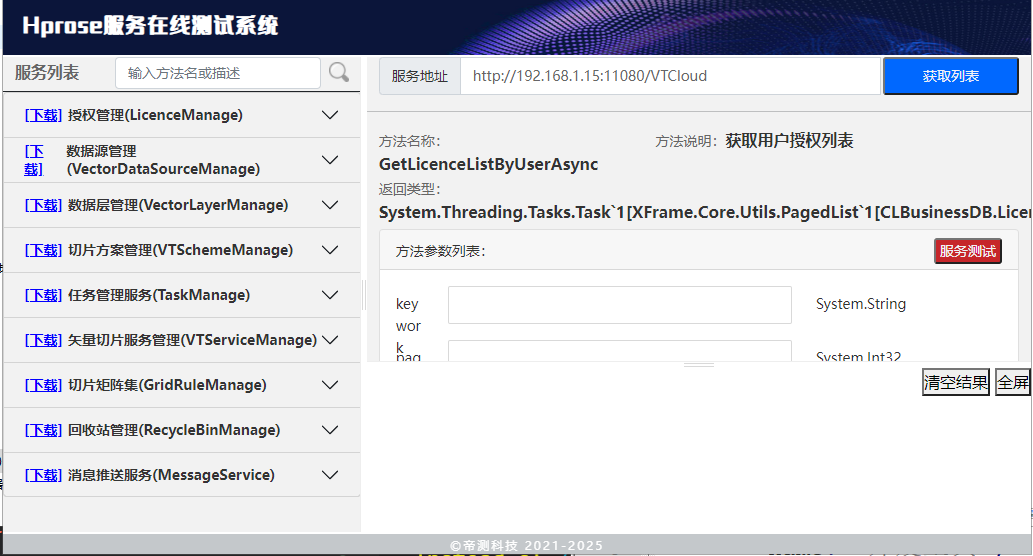 Hprose服务在线测试系统
服务列表
输入方法名或描述
[下载] 授权管理(LicenceManage)
[下载] 数据源管理
(VectorDataSourceManage)
[下载] 数据层管理(VectorLayerManage)
[下载] 切片方案管理(VTSchemeManage)
[下载] 任务管理服务(TaskManage)
[下载] 矢量切片服务管理(VTServiceManage)
[下载] 切片矩阵集(GridRuleManage)
[下载] 回收站管理(RecycleBinManage)
[下载] 消息推送服务(MessageService)
服务地址 http://192.168.1.15:11080/VTCloud 获取列表
方法名称:
GetLicenceListByUserAsync
方法说明: 获取用户授权列表
返回类型:
System.Threading.Tasks.Task`1[XFrame.Core.Utils.PagedList`1[CLBusinessDB.Licen
方法参数列表:
服务测试
key
wor
k
System.String
pag
System.Int32
清空结果 全屏
©帝测科技 2021-2025